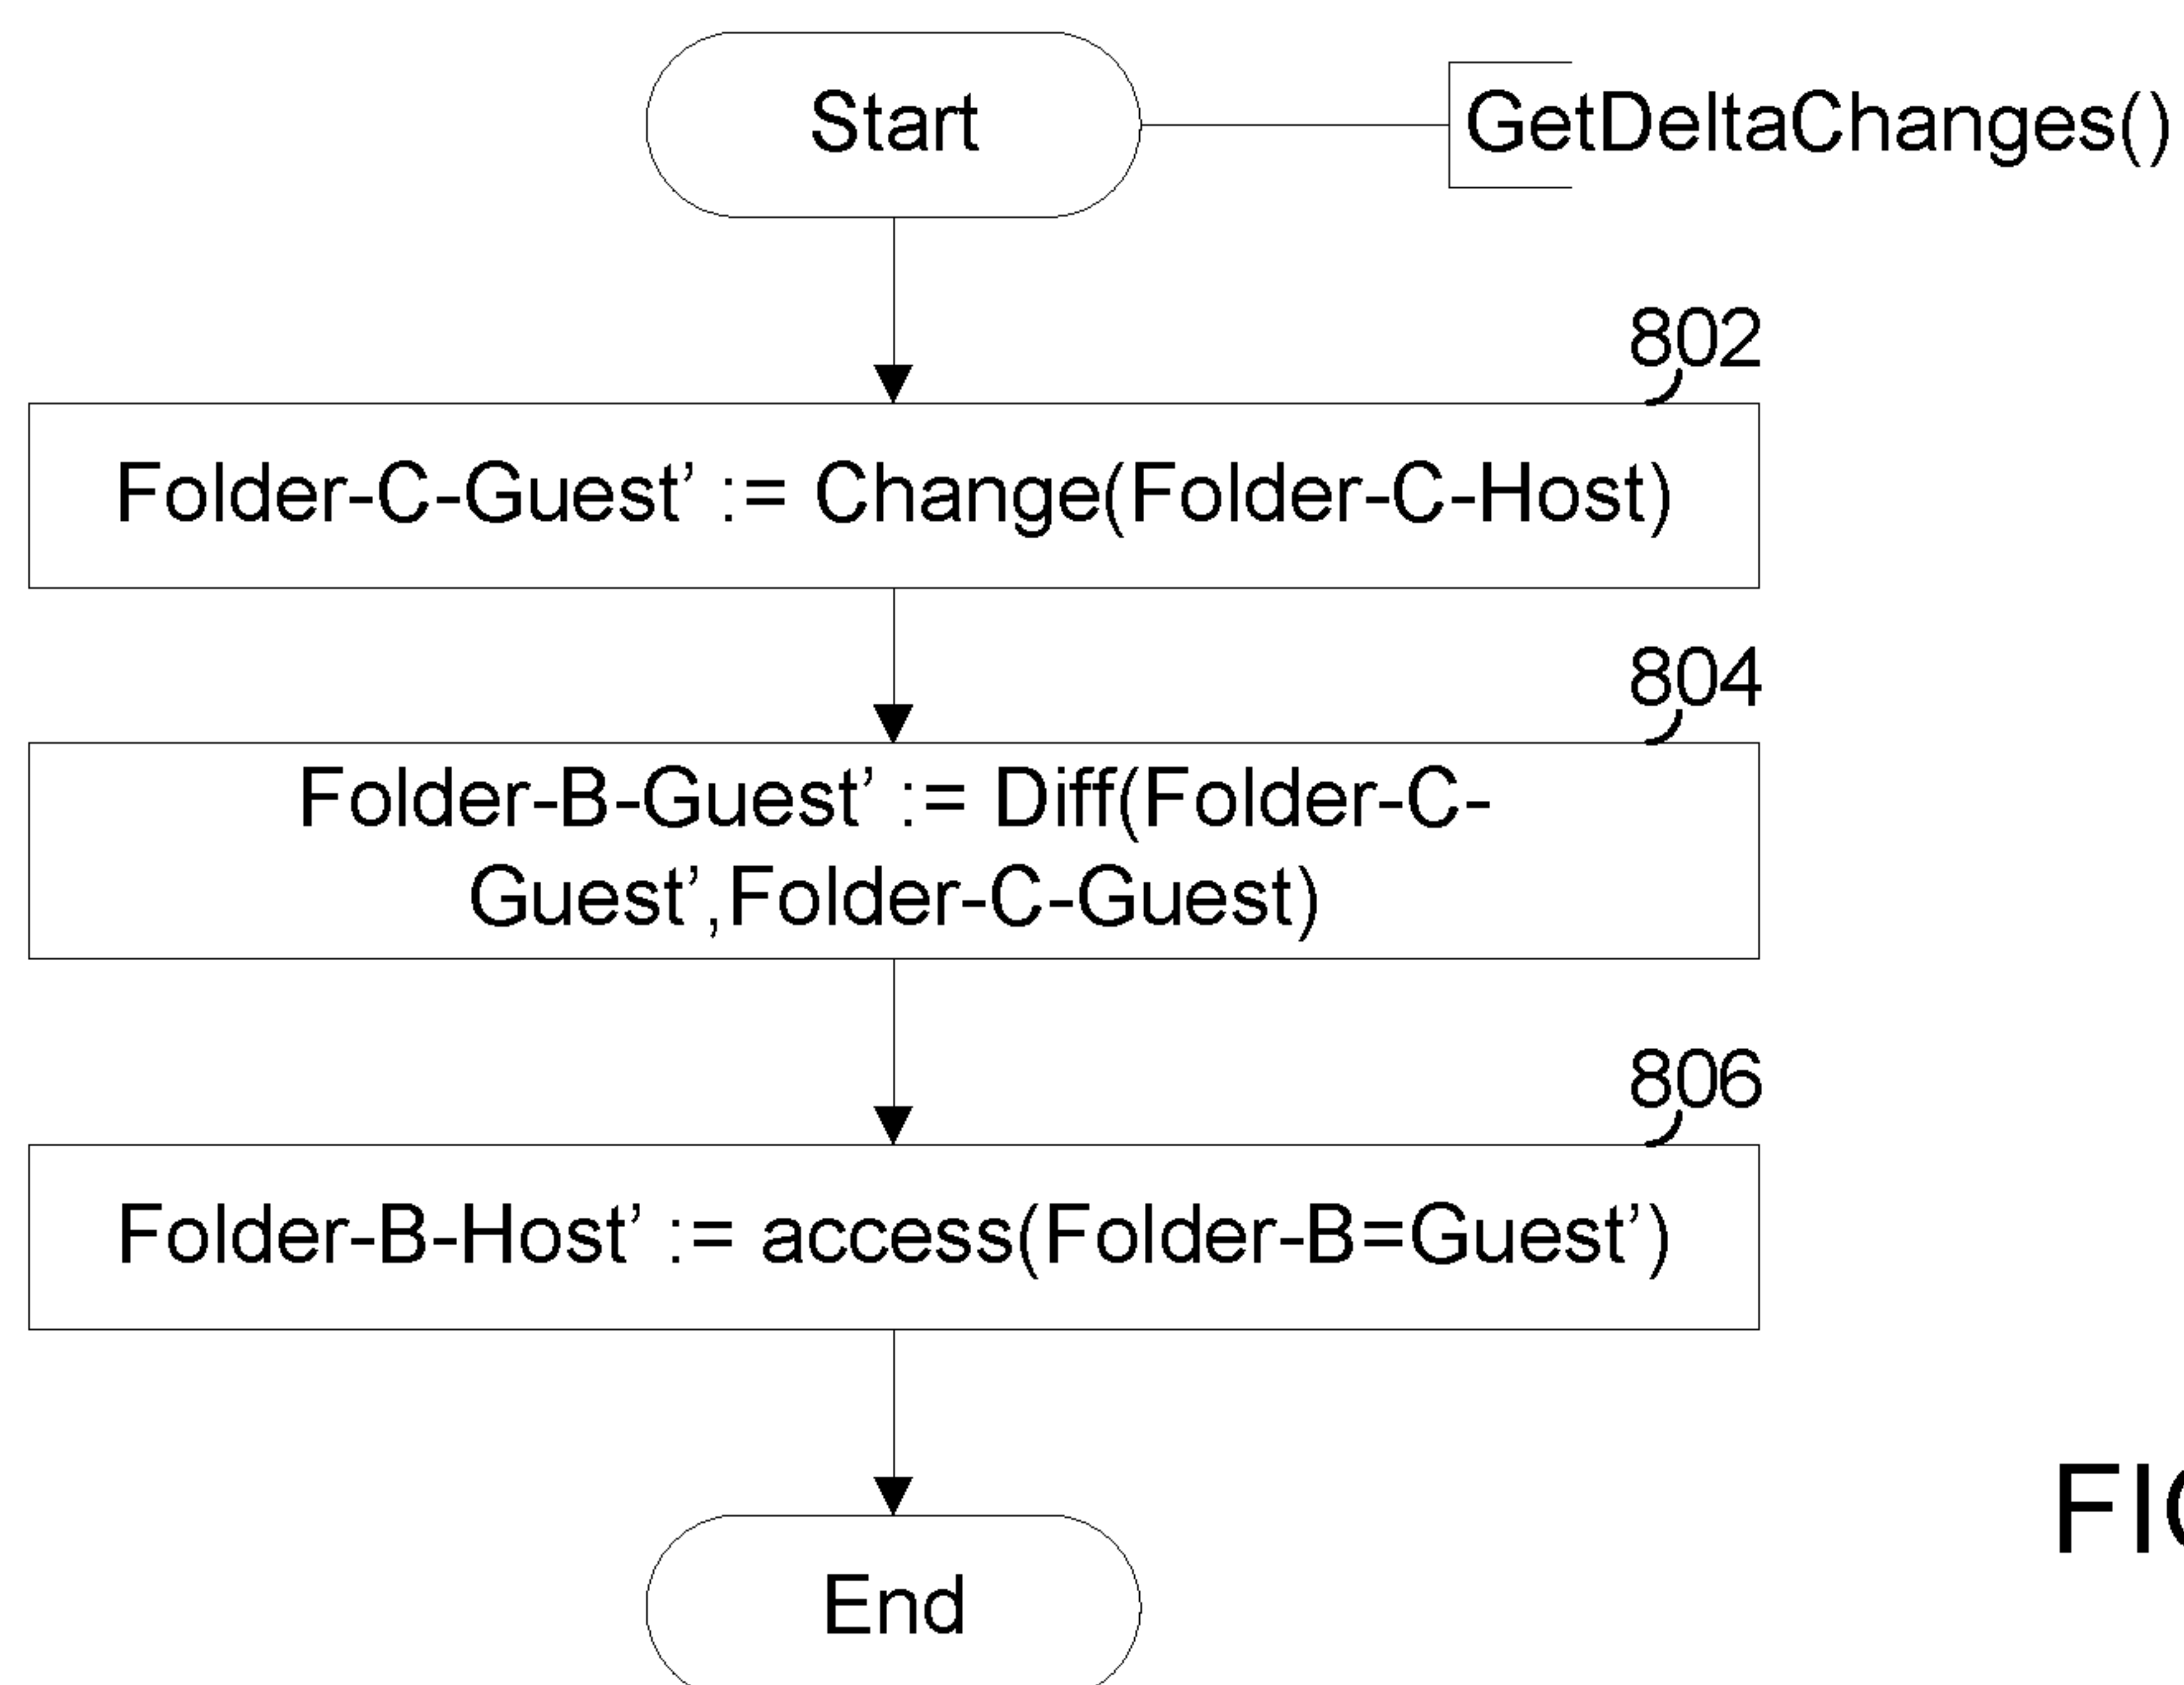 Start
GetDeltaChanges()
802
Folder-C-Guest’ := Change(Folder-C-Host)
804
Folder-B-Guest’ := Diff(Folder-C-
Guest’,Folder-C-Guest)
806
Folder-B-Host’ := access(Folder-B=Guest’)
End